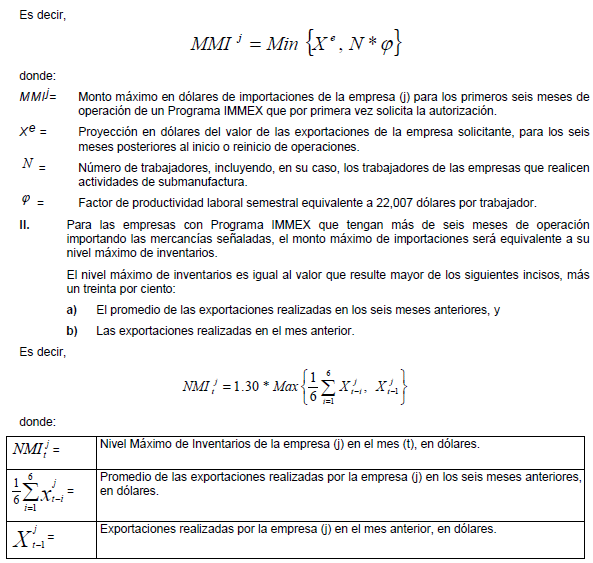 Es decir,
MMI j = Min {X e , N * φ}
donde:
MMI j = Monto máximo en dólares de importaciones de la empresa (j) para los primeros seis meses de
operación de un Programa IMMEX que por primera vez solicita la autorización.
X e = Proyección en dólares del valor de las exportaciones de la empresa solicitante, para los seis
meses posteriores al inicio o reinicio de operaciones.
N = Número de trabajadores, incluyendo, en su caso, los trabajadores de las empresas que realicen
actividades de submanufactura.
φ = Factor de productividad laboral semestral equivalente a 22,007 dólares por trabajador.
II. Para las empresas con Programa IMMEX que tengan más de seis meses de operación
importando las mercancías señaladas, el monto máximo de importaciones será equivalente a su
nivel máximo de inventarios.
El nivel máximo de inventarios es igual al valor que resulte mayor de los siguientes incisos, más
un treinta por ciento:
a) El promedio de las exportaciones realizadas en los seis meses anteriores, y
b) Las exportaciones realizadas en el mes anterior.
Es decir,
NMI t j = 1.30 * Max { 1/6 ∑ i=1 6 X t−i j , X t−1 j }
donde:
NMI t j = Nivel Máximo de Inventarios de la empresa (j) en el mes (t), en dólares.
1/6 ∑ i=1 6 x t−i j = Promedio de las exportaciones realizadas por la empresa (j) en los seis meses anteriores,
en dólares.
X t−1 j = Exportaciones realizadas por la empresa (j) en el mes anterior, en dólares.